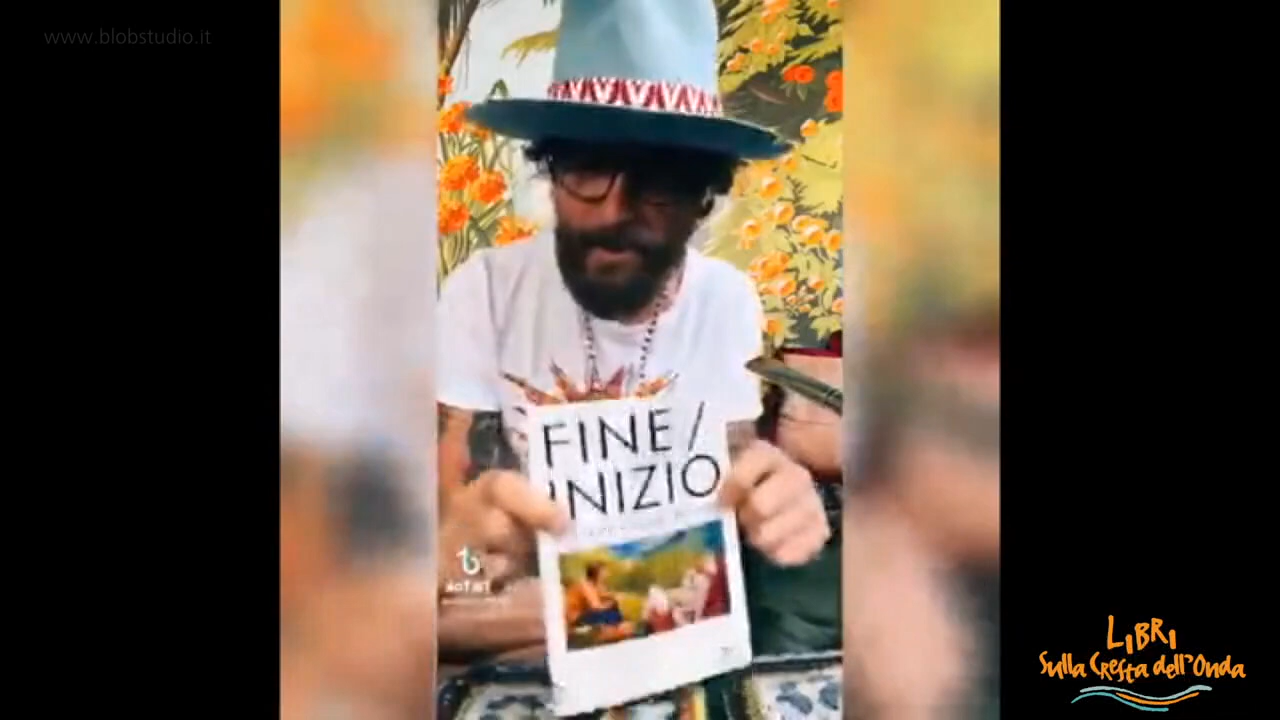 www.blobstudio.it
FINE/
INIZIO
LIBRI
Sulla Cresta dell'Onda